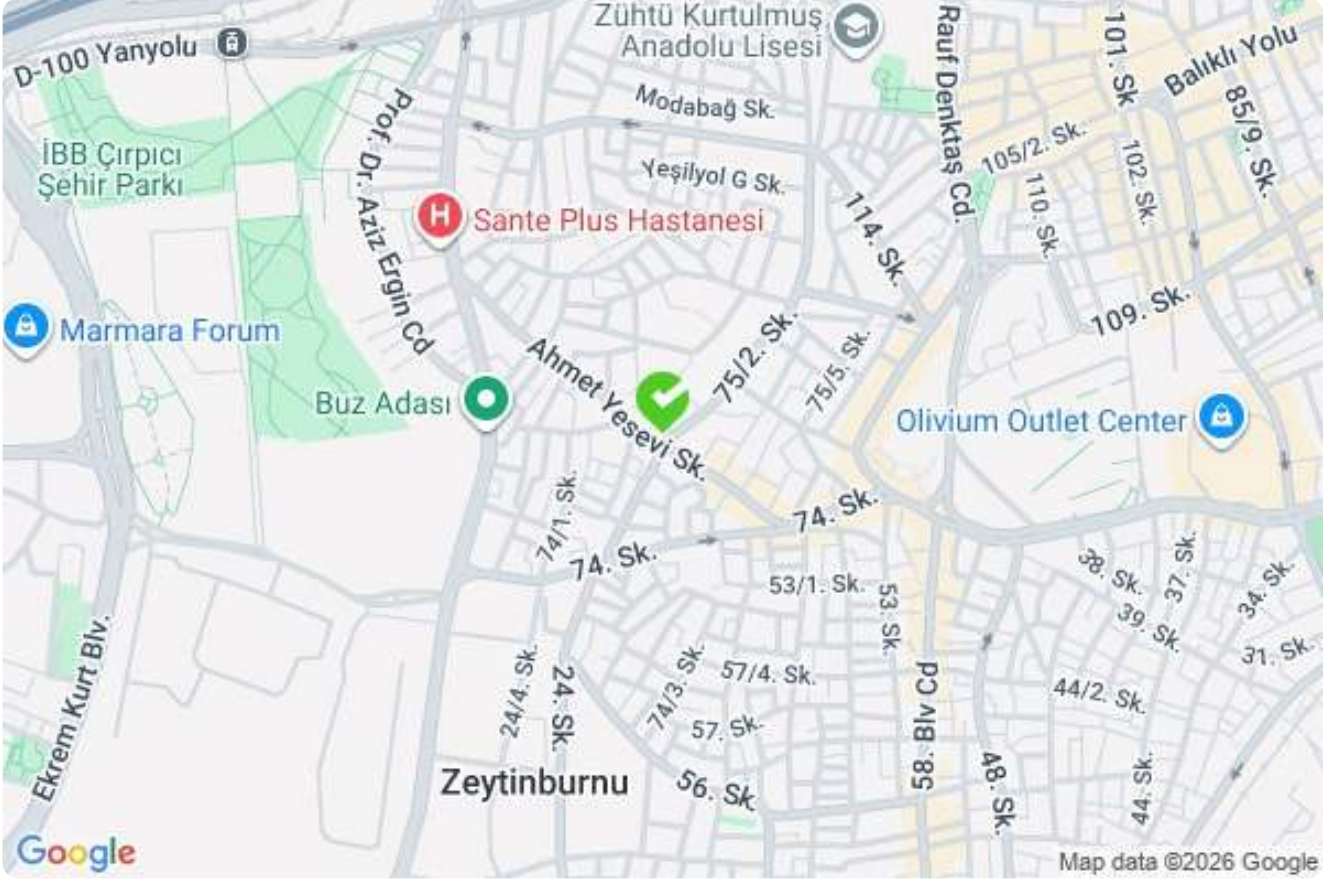 Zühtü Kurtulmuş
Anadolu Lisesi
D-100 Yanyolu
Rauf Denktaş Cd.
101. Sk
Balıklı Yolu
85/9. Sk.
Modabağ Sk.
Prof. Dr. Aziz Ergin Cd
105/2. Sk.
102. Sk.
İBB Çırpıcı
Şehir Parkı
Yeşilyol G Sk.
110. Sk.
H
Sante Plus Hastanesi
114. Sk.
109. Sk.
Marmara Forum
75/2. Sk.
75/5. Sk.
Ahmet Yesevi Sk.
Buz Adası
Olivium Outlet Center
74/1. Sk.
74. Sk.
74. Sk.
53/1. Sk.
53. Sk
38. Sk.
37. Sk.
39. Sk.
34. Sk.
31. Sk.
Ekrem Kurt Blv.
24/4. Sk.
24. Sk.
74/3. Sk.
57/4. Sk.
57. Sk.
44/2. Sk.
58. Blv Cd
48. Sk.
44. Sk.
Zeytinburnu
56. Sk
Google
Map data ©2026 Google